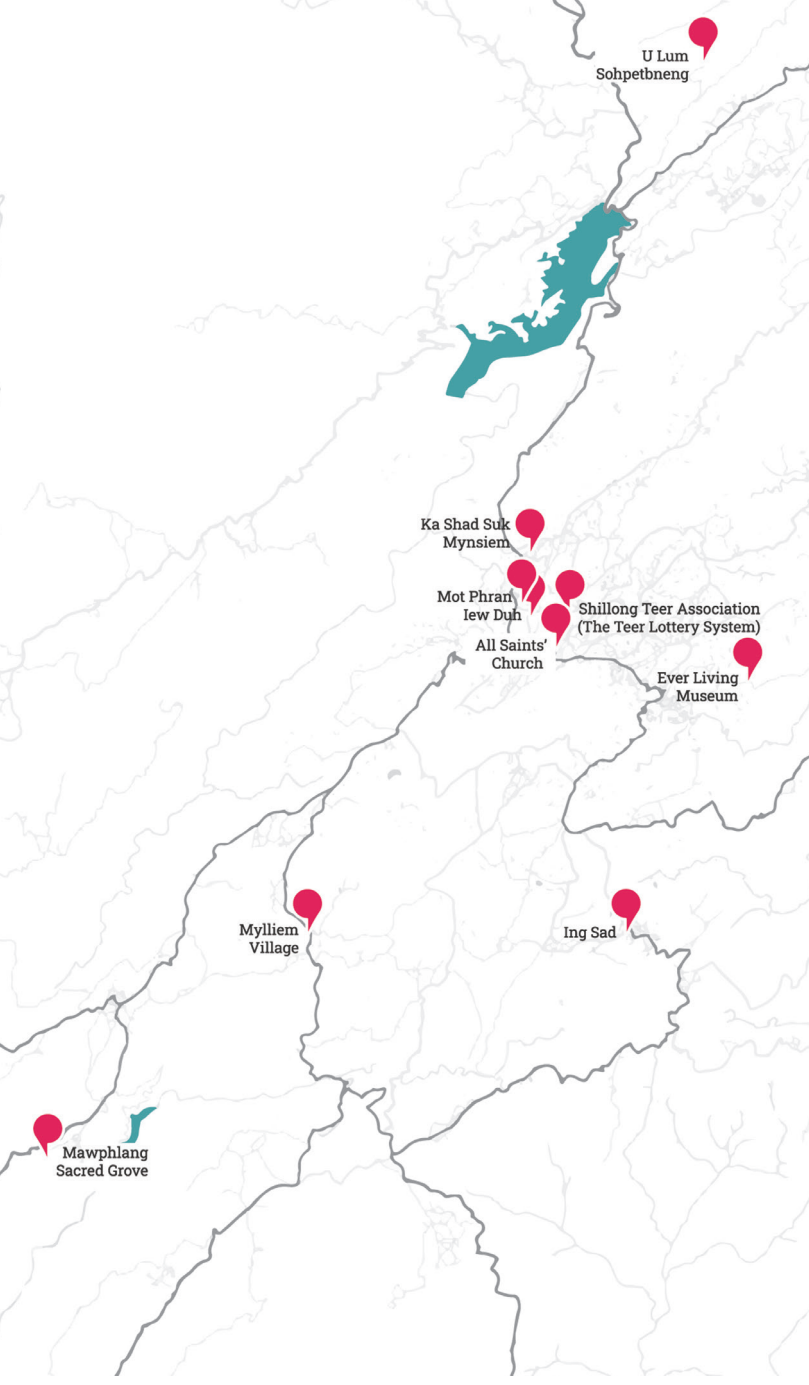 U Lum
Sohpetbneng
Ka Shad Suk
Mynsiem
Mot Phran
Iew Duh
Shillong Teer Association
(The Teer Lottery System)
All Saints’
Church
Ever Living
Museum
Mylliem
Village
Ing Sad
Mawphlang
Sacred Grove